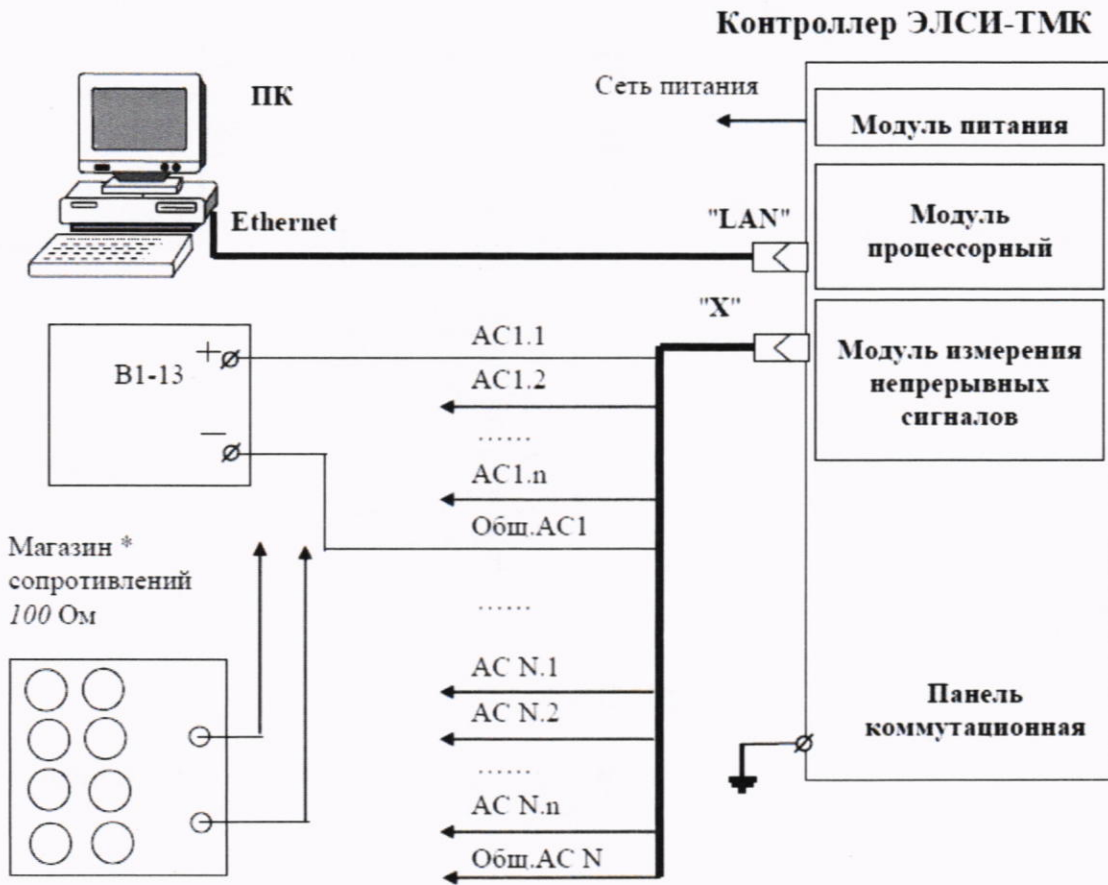 Контроллер ЭЛСИ-ТМК
ПК
Сеть питания
Модуль питания
Ethernet
"LAN"
Модуль
процессорный
"X"
Модуль измерения
непрерывных
сигналов
В1-13
+
−
АС1.1
АС1.2
......
АС1.n
Общ.АС1
Магазин *
сопротивлений
100 Ом
......
АС N.1
АС N.2
......
АС N.n
Общ.АС N
Панель
коммутационная